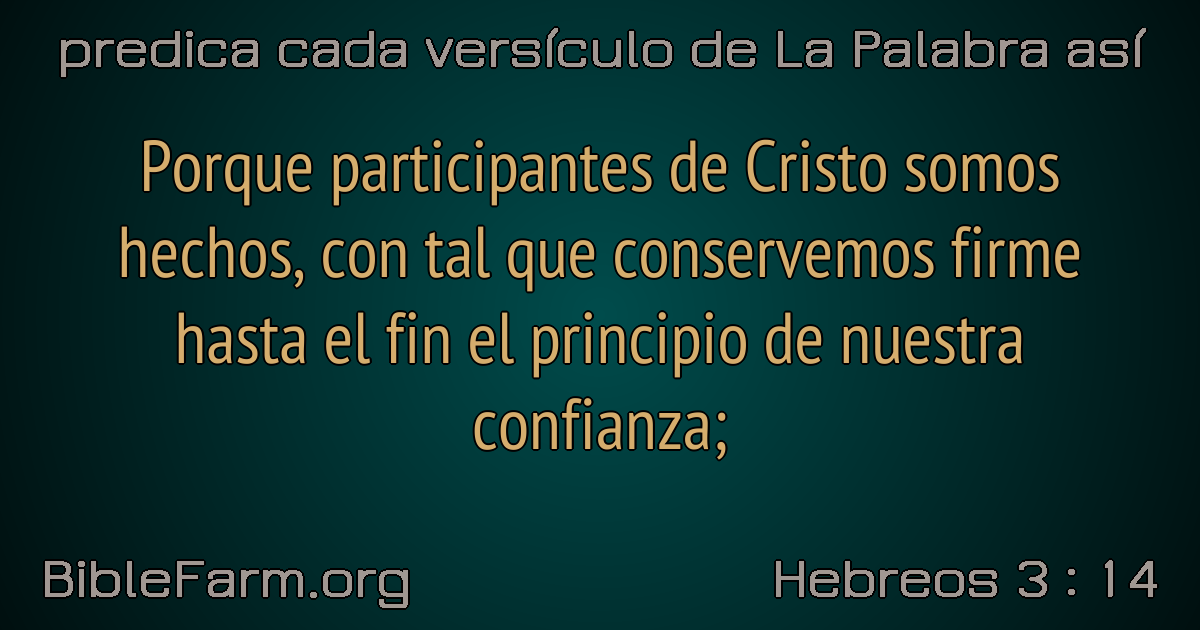 predica cada versículo de La Palabra así
Porque participantes de Cristo somos
hechos, con tal que conservemos firme
hasta el fin el principio de nuestra
confianza;
BibleFarm.org
Hebreos 3 : 14